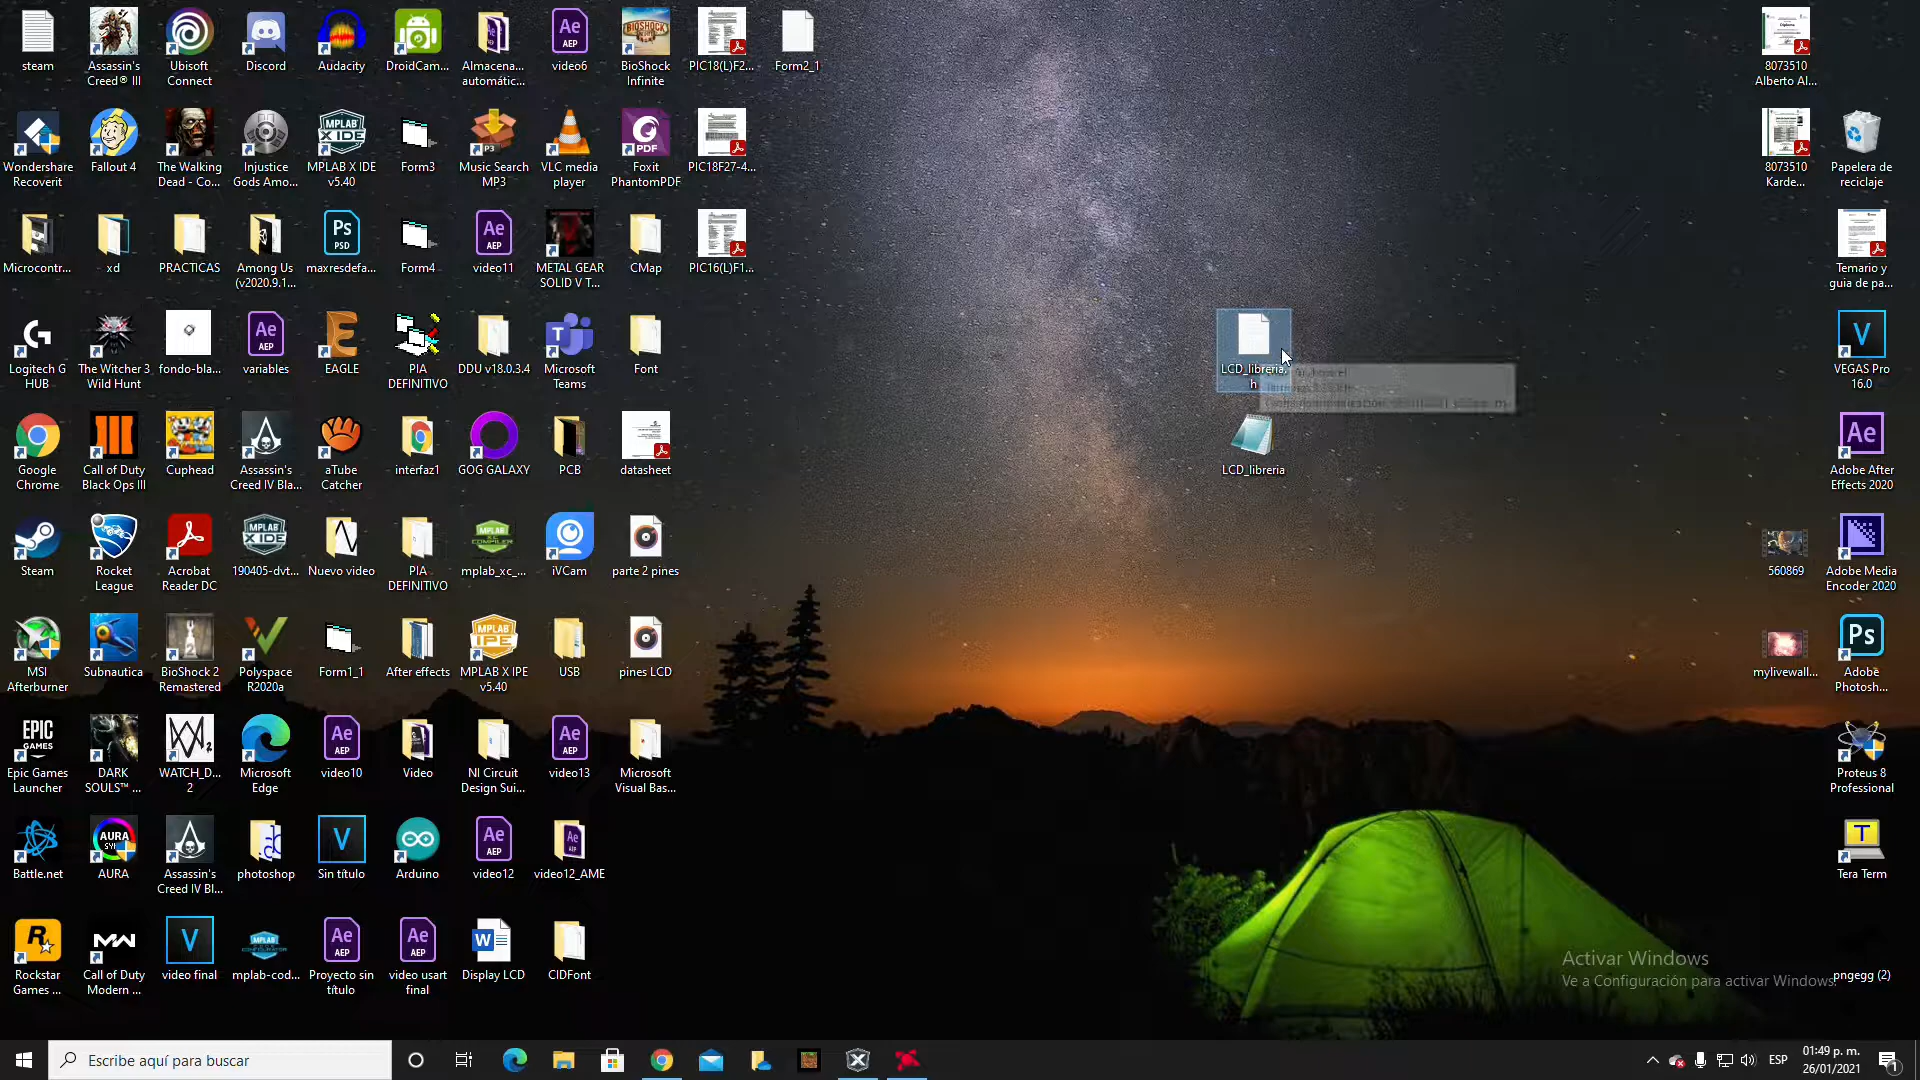 steam
Assassin's
Creed® III
Ubisoft
Connect
Discord
Audacity
DroidCam...
Almacena...
automátic...
video6
BioShock
Infinite
PIC18(L)F2...
Form2_1
8073510
Alberto Al...
Wondershare
Recoverit
Fallout 4
The Walking
Dead - Co...
Injustice
Gods Amo...
MPLAB X IDE
v5.40
Form3
Music Search
MP3
VLC media
player
Foxit
PhantomPDF
PIC18F27-4...
8073510
Karde...
Papelera de
reciclaje
Microcontr...
xd
PRACTICAS
Among Us
(v2020.9.1...
maxresdefa...
Form4
video11
METAL GEAR
SOLID V T...
CMap
PIC16(L)F1...
Temario y
guia de pa...
Logitech G
HUB
The Witcher 3
Wild Hunt
fondo-bla...
variables
EAGLE
PIA
DEFINITIVO
DDU v18.0.3.4
Microsoft
Teams
Font
LCD_libreria.
h
VEGAS Pro
16.0
Google
Chrome
Call of Duty
Black Ops III
Cuphead
Assassin's
Creed IV Bla...
aTube
Catcher
interfaz1
GOG GALAXY
PCB
datasheet
LCD_libreria
Adobe After
Effects 2020
Steam
Rocket
League
Acrobat
Reader DC
190405-dvt...
Nuevo video
PIA
DEFINITIVO
mplab_xc_...
iVCam
parte 2 pines
560869
Adobe Media
Encoder 2020
MSI
Afterburner
Subnautica
BioShock 2
Remastered
Polyspace
R2020a
Form1_1
After effects
MPLAB X IPE
v5.40
USB
pines LCD
mylivewall...
Adobe
Photosh...
Epic Games
Launcher
DARK
SOULS™ ...
WATCH_D...
2
Microsoft
Edge
video10
Video
NI Circuit
Design Sui...
video13
Microsoft
Visual Bas...
Proteus 8
Professional
Battle.net
AURA
Assassin's
Creed IV Bl...
photoshop
Sin título
Arduino
video12
video12_AME
Tera Term
Rockstar
Games ...
Call of Duty
Modern ...
video final
mplab-cod...
Proyecto sin
título
video usart
final
Display LCD
CIDFont
pngegg (2)
Activar Windows
Ve a Configuración para activar Windows.
Escribe aquí para buscar
ESP
01:49 p. m.
26/01/2021
1